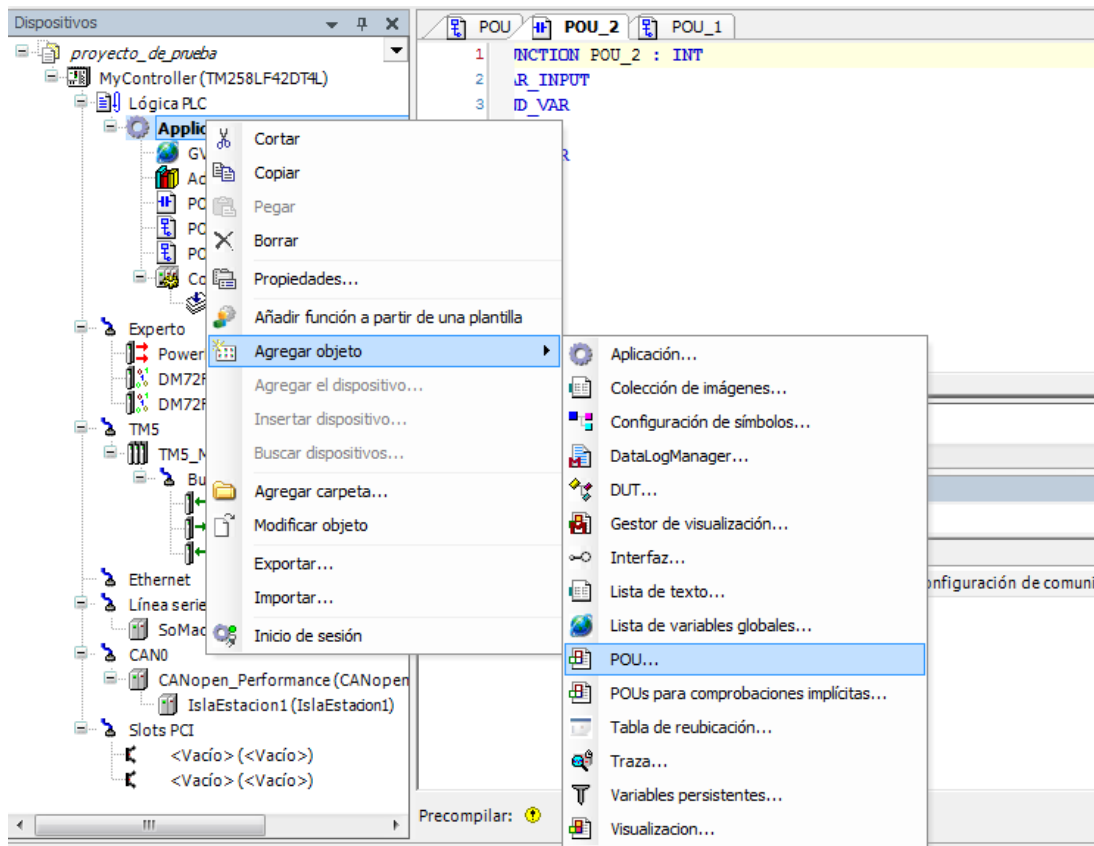 Dispositivos
proyecto_de_prueba
MyController (TM258LF42DT4L)
Lógica PLC
Applic
GV
Ad
PO
PO
PO
Co
Experto
Power
DM72F
DM72F
TM5
TM5_M
Bu
Ethernet
Línea serie
SoMac
CAN0
CANopen_Performance (CANopen
IslaEstacion1 (IslaEstacion1)
Slots PCI
<Vacío> (<Vacío>)
<Vacío> (<Vacío>)
Cortar
Copiar
Pegar
Borrar
Propiedades...
Añadir función a partir de una plantilla
Agregar objeto
Agregar el dispositivo...
Insertar dispositivo...
Buscar dispositivos...
Agregar carpeta...
Modificar objeto
Exportar...
Importar...
Inicio de sesión
Aplicación...
Colección de imágenes...
Configuración de símbolos...
DataLogManager...
DUT...
Gestor de visualización...
Interfaz...
Lista de texto...
Lista de variables globales...
POU...
POUs para comprobaciones implícitas...
Tabla de reubicación...
Traza...
Variables persistentes...
Visualizacion...
POU POU_2 POU_1
1 UNCTION POU_2 : INT
2 AR_INPUT
3 ND_VAR
R
onfiguración de comuni
Precompilar: